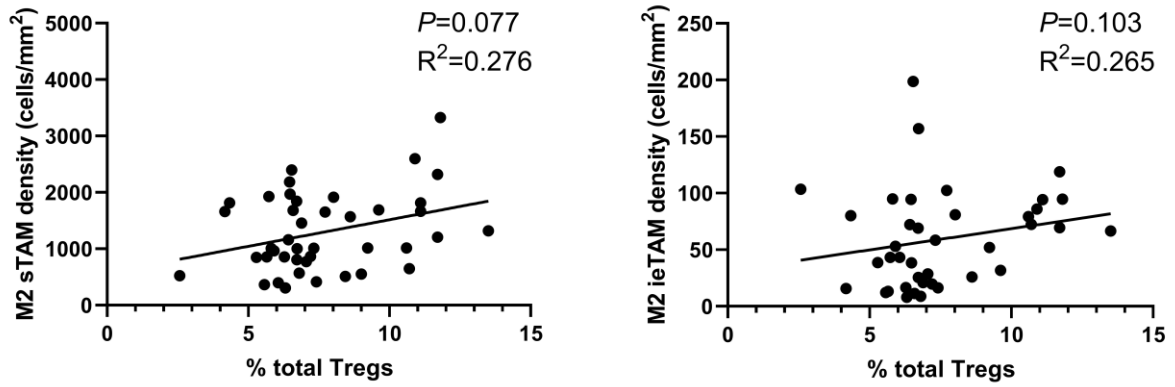 P=0.077
R²=0.276
5000
4000
3000
2000
1000
0
M2 sTAM density (cells/mm²)
0
5
10
15
% total Tregs
P=0.103
R²=0.265
250
200
150
100
50
0
M2 ieTAM density (cells/mm²)
0
5
10
15
% total Tregs